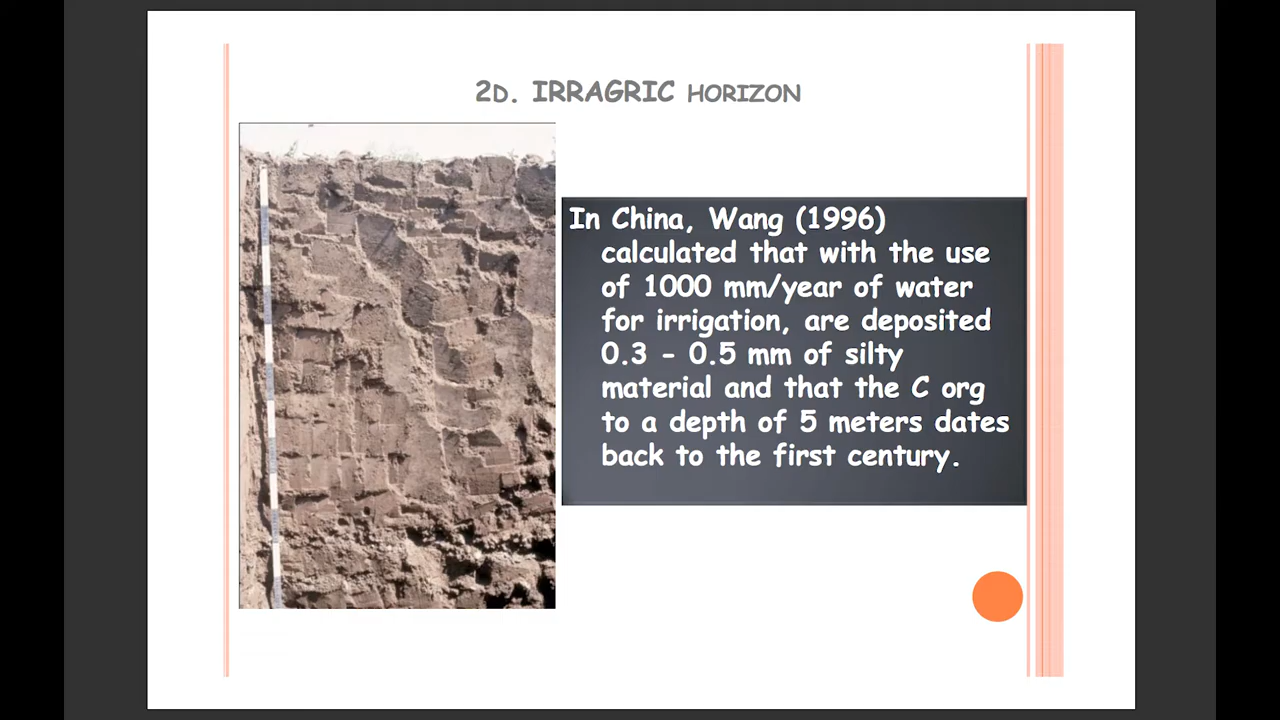 2D. IRRAGRIC HORIZON
In China, Wang (1996)
calculated that with the use
of 1000 mm/year of water
for irrigation, are deposited
0.3 - 0.5 mm of silty
material and that the C org
to a depth of 5 meters dates
back to the first century.